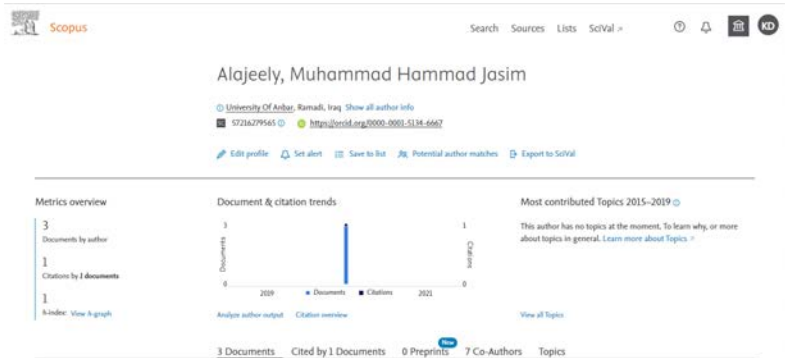 Scopus
Search Sources Lists SciVal
KD
Alajeely, Muhammad Hammad Jasim
University Of Anbar, Ramadi, Iraq Show all author info
SC 57216279565 iD https://orcid.org/0000-0001-5134-6667
Edit profile Set alert Save to list Potential author matches Export to SciVal
Metrics overview
3
Documents by author
1
Citations by 1 documents
1
h-index: View h-graph
Document & citation trends
3
Documents
0
1
Citations
0
2019 Documents Citations 2021
Analyze author output Citation overview
Most contributed Topics 2015–2019
This author has no topics at the moment. To learn why, or more
about topics in general. Learn more about Topics
View all Topics
New
3 Documents Cited by 1 Documents 0 Preprints 7 Co-Authors Topics